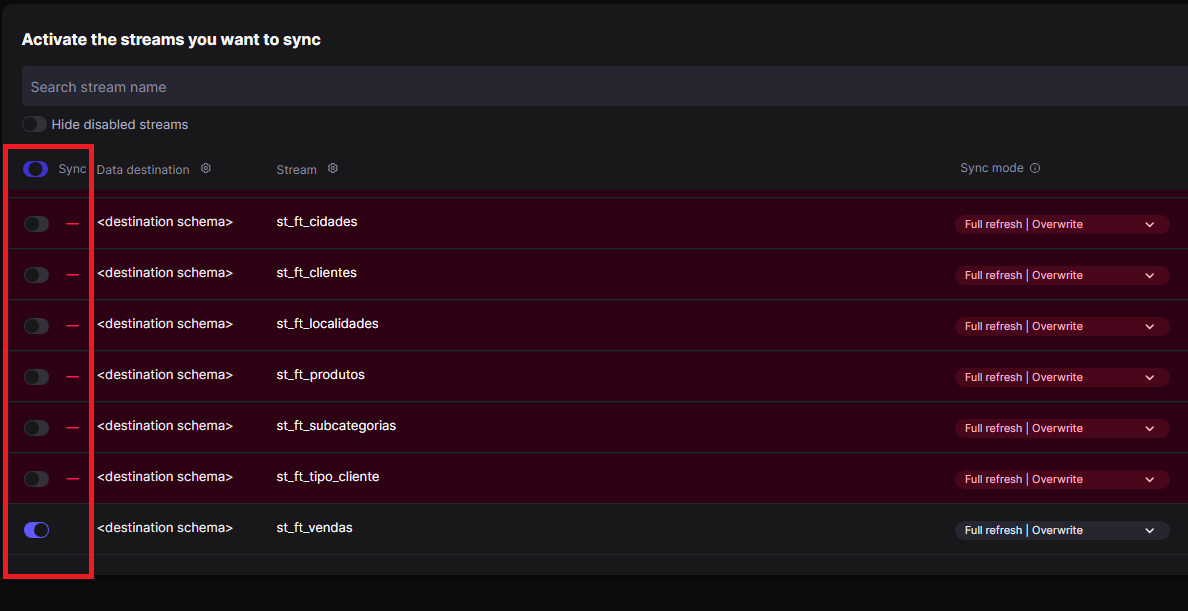 Activate the streams you want to sync
Search stream name
Hide disabled streams
Sync Data destination Stream Sync mode
<destination schema> st_ft_cidades Full refresh | Overwrite
<destination schema> st_ft_clientes Full refresh | Overwrite
<destination schema> st_ft_localidades Full refresh | Overwrite
<destination schema> st_ft_produtos Full refresh | Overwrite
<destination schema> st_ft_subcategorias Full refresh | Overwrite
<destination schema> st_ft_tipo_cliente Full refresh | Overwrite
<destination schema> st_ft_vendas Full refresh | Overwrite